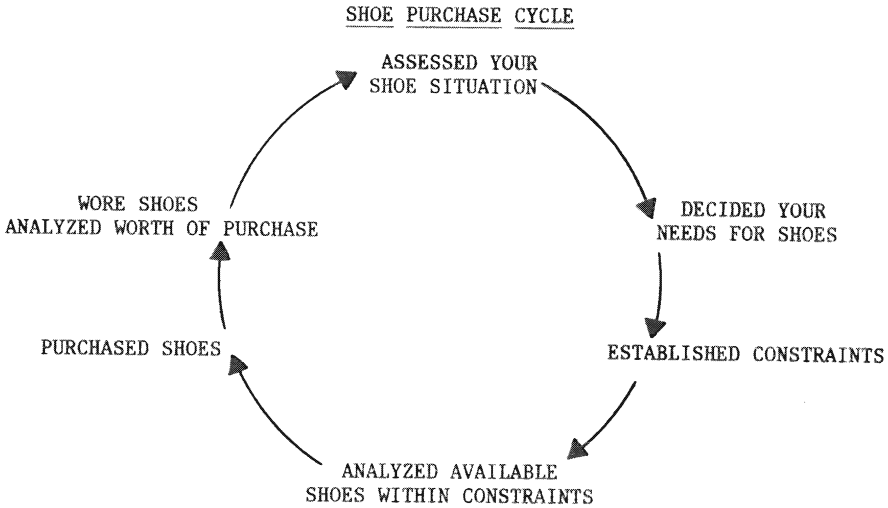 SHOE PURCHASE CYCLE
ASSESSED YOUR
SHOE SITUATION
DECIDED YOUR
NEEDS FOR SHOES
ESTABLISHED CONSTRAINTS
ANALYZED AVAILABLE
SHOES WITHIN CONSTRAINTS
PURCHASED SHOES
WORE SHOES
ANALYZED WORTH OF PURCHASE